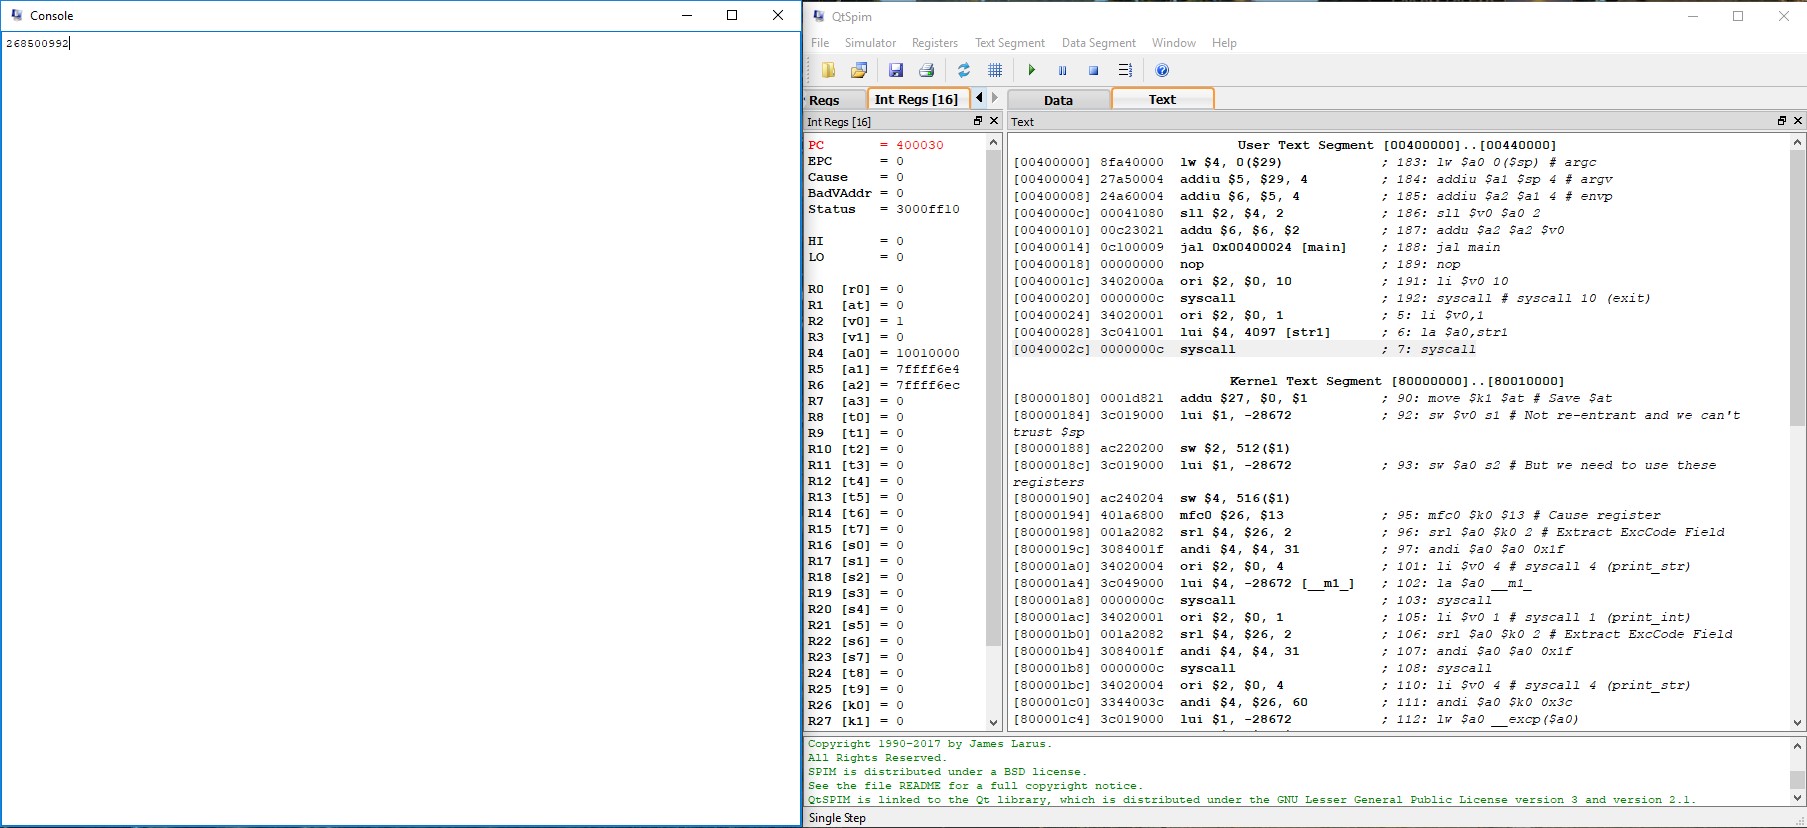 Console
268500992
QtSpim
File Simulator Registers Text Segment Data Segment Window Help
Regs Int Regs [16]
Data Text
Int Regs [16]
PC = 400030
EPC = 0
Cause = 0
BadVAddr = 0
Status = 3000ff10
HI = 0
LO = 0
R0 [r0] = 0
R1 [at] = 0
R2 [v0] = 1
R3 [v1] = 0
R4 [a0] = 10010000
R5 [a1] = 7ffff6e4
R6 [a2] = 7ffff6ec
R7 [a3] = 0
R8 [t0] = 0
R9 [t1] = 0
R10 [t2] = 0
R11 [t3] = 0
R12 [t4] = 0
R13 [t5] = 0
R14 [t6] = 0
R15 [t7] = 0
R16 [s0] = 0
R17 [s1] = 0
R18 [s2] = 0
R19 [s3] = 0
R20 [s4] = 0
R21 [s5] = 0
R22 [s6] = 0
R23 [s7] = 0
R24 [t8] = 0
R25 [t9] = 0
R26 [k0] = 0
R27 [k1] = 0
Text
User Text Segment [00400000]..[00440000]
[00400000] 8fa40000 lw $4, 0($29) ; 183: lw $a0 0($sp) # argc
[00400004] 27a50004 addiu $5, $29, 4 ; 184: addiu $a1 $sp 4 # argv
[00400008] 24a60004 addiu $6, $5, 4 ; 185: addiu $a2 $a1 4 # envp
[0040000c] 00041080 sll $2, $4, 2 ; 186: sll $v0 $a0 2
[00400010] 00c23021 addu $6, $6, $2 ; 187: addu $a2 $a2 $v0
[00400014] 0c100009 jal 0x00400024 [main] ; 188: jal main
[00400018] 00000000 nop ; 189: nop
[0040001c] 3402000a ori $2, $0, 10 ; 191: li $v0 10
[00400020] 0000000c syscall ; 192: syscall # syscall 10 (exit)
[00400024] 34020001 ori $2, $0, 1 ; 5: li $v0,1
[00400028] 3c041001 lui $4, 4097 [str1] ; 6: la $a0,str1
[0040002c] 0000000c syscall ; 7: syscall
Kernel Text Segment [80000000]..[80010000]
[80000180] 0001d821 addu $27, $0, $1 ; 90: move $k1 $at # Save $at
[80000184] 3c019000 lui $1, -28672 ; 92: sw $v0 s1 # Not re-entrant and we can't
trust $sp
[80000188] ac220200 sw $2, 512($1)
[8000018c] 3c019000 lui $1, -28672 ; 93: sw $a0 s2 # But we need to use these
registers
[80000190] ac240204 sw $4, 516($1)
[80000194] 401a6800 mfc0 $26, $13 ; 95: mfc0 $k0 $13 # Cause register
[80000198] 001a2082 srl $4, $26, 2 ; 96: srl $a0 $k0 2 # Extract ExcCode Field
[8000019c] 3084001f andi $4, $4, 31 ; 97: andi $a0 $a0 0x1f
[800001a0] 34020004 ori $2, $0, 4 ; 101: li $v0 4 # syscall 4 (print_str)
[800001a4] 3c049000 lui $4, -28672 [__m1_] ; 102: la $a0 __m1_
[800001a8] 0000000c syscall ; 103: syscall
[800001ac] 34020001 ori $2, $0, 1 ; 105: li $v0 1 # syscall 1 (print_int)
[800001b0] 001a2082 srl $4, $26, 2 ; 106: srl $a0 $k0 2 # Extract ExcCode Field
[800001b4] 3084001f andi $4, $4, 31 ; 107: andi $a0 $a0 0x1f
[800001b8] 0000000c syscall ; 108: syscall
[800001bc] 34020004 ori $2, $0, 4 ; 110: li $v0 4 # syscall 4 (print_str)
[800001c0] 3344003c andi $4, $26, 60 ; 111: andi $a0 $k0 0x3c
[800001c4] 3c019000 lui $1, -28672 ; 112: lw $a0 __excp($a0)
Copyright 1990-2017 by James Larus.
All Rights Reserved.
SPIM is distributed under a BSD license.
See the file README for a full copyright notice.
QtSPIM is linked to the Qt library, which is distributed under the GNU Lesser General Public License version 3 and version 2.1.
Single Step